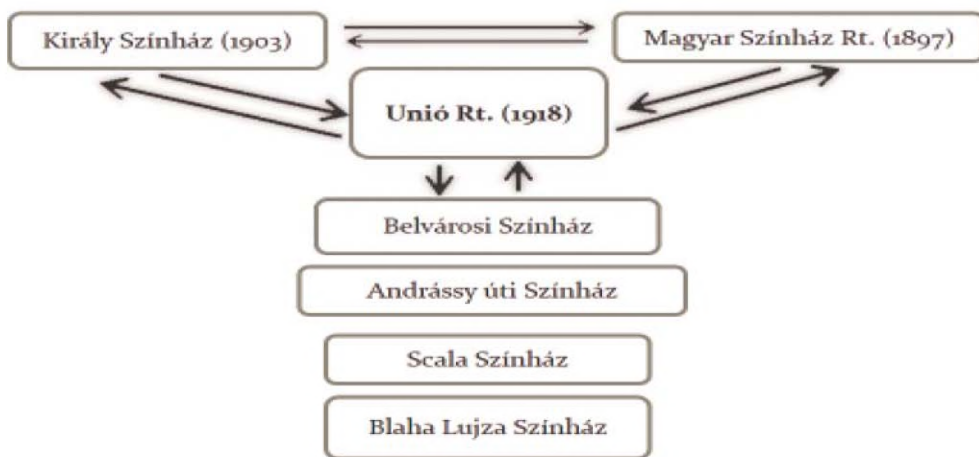 Király Színház (1903)
Magyar Színház Rt. (1897)
Unió Rt. (1918)
Belvárosi Színház
Andrássy úti Színház
Scala Színház
Blaha Lujza Színház